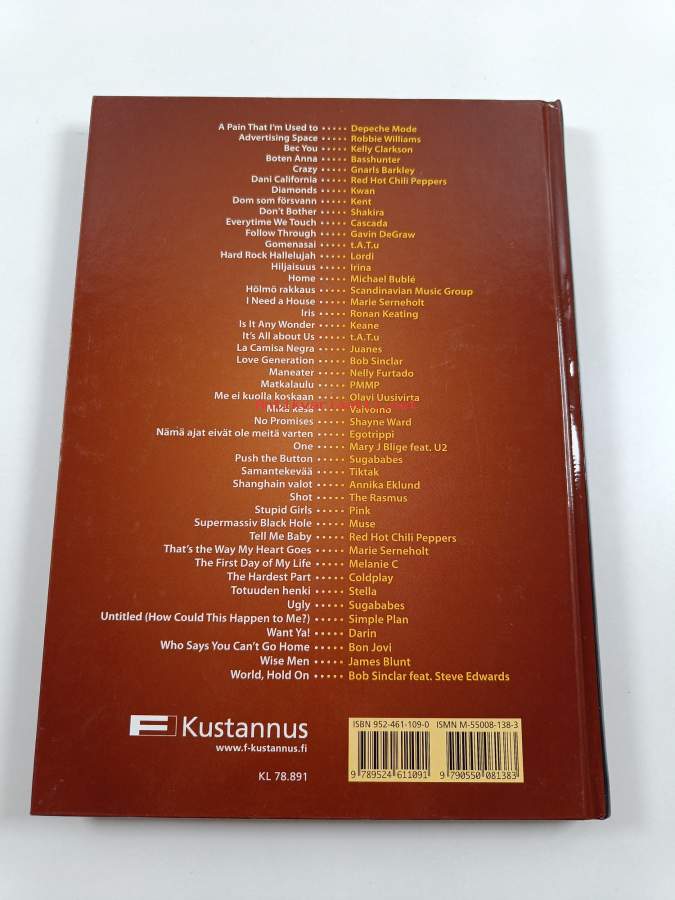 A Pain That I'm Used to ····· Depeche Mode
Advertising Space ····· Robbie Williams
Bec You ····· Kelly Clarkson
Boten Anna ····· Basshunter
Crazy ····· Gnarls Barkley
Dani California ····· Red Hot Chili Peppers
Diamonds ····· Kwan
Dom som försvann ····· Kent
Don't Bother ····· Shakira
Everytime We Touch ····· Cascada
Follow Through ····· Gavin DeGraw
Gomenasai ····· t.A.T.u
Hard Rock Hallelujah ····· Lordi
Hiljaisuus ····· Irina
Home ····· Michael Bublé
Hölmö rakkaus ····· Scandinavian Music Group
I Need a House ····· Marie Serneholt
Iris ····· Ronan Keating
Is It Any Wonder ····· Keane
It's All about Us ····· t.A.T.u
La Camisa Negra ····· Juanes
Love Generation ····· Bob Sinclar
Maneater ····· Nelly Furtado
Matkalaulu ····· PMMP
Me ei kuolla koskaan ····· Olavi Uusivirta
Mikä kesä ····· Valvomo
No Promises ····· Shayne Ward
Nämä ajat eivät ole meitä varten ····· Egotrippi
One ····· Mary J Blige feat. U2
Push the Button ····· Sugababes
Samantekevää ····· Tiktak
Shanghain valot ····· Annika Eklund
Shot ····· The Rasmus
Stupid Girls ····· Pink
Supermassiv Black Hole ····· Muse
Tell Me Baby ····· Red Hot Chili Peppers
That's the Way My Heart Goes ····· Marie Serneholt
The First Day of My Life ····· Melanie C
The Hardest Part ····· Coldplay
Totuuden henki ····· Stella
Ugly ····· Sugababes
Untitled (How Could This Happen to Me?) ····· Simple Plan
Want Ya! ····· Darin
Who Says You Can't Go Home ····· Bon Jovi
Wise Men ····· James Blunt
World, Hold On ····· Bob Sinclar feat. Steve Edwards
F Kustannus
www.f-kustannus.fi
KL 78.891
ISBN 952-461-109-0 ISMN M-55008-138-3
9 789524 611091 9 790550 081383